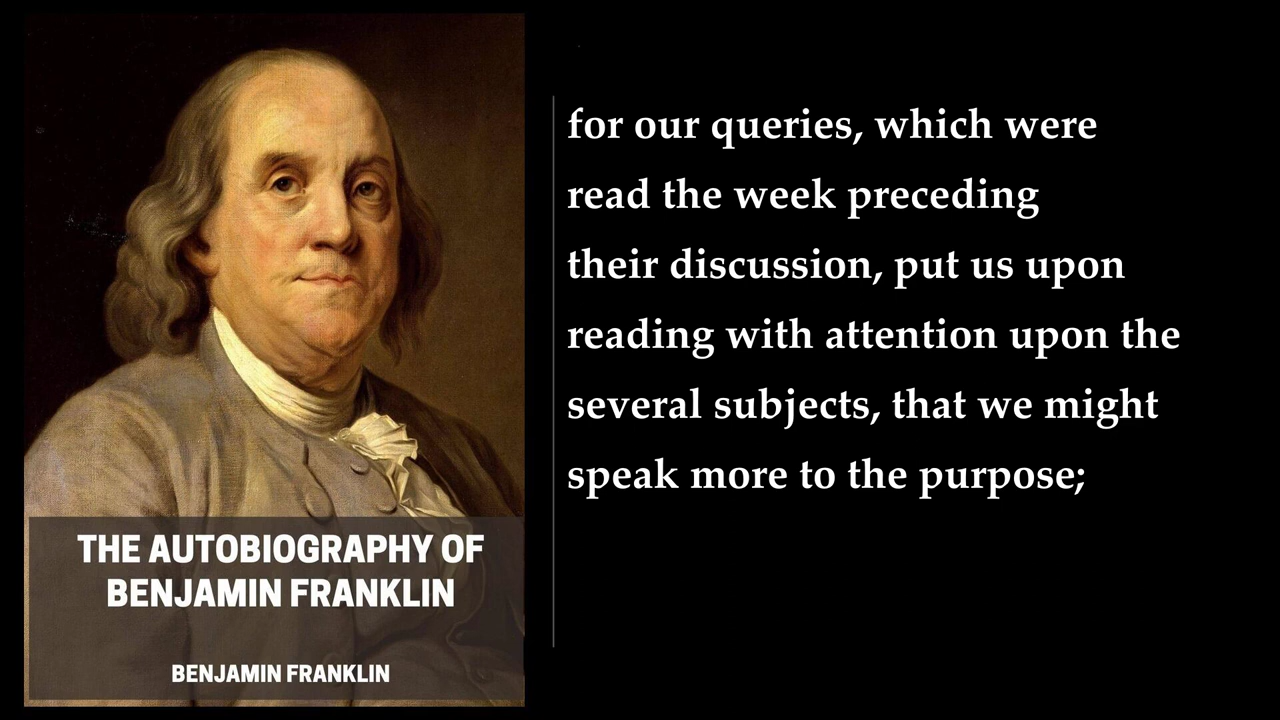 THE AUTOBIOGRAPHY OF
BENJAMIN FRANKLIN
BENJAMIN FRANKLIN
for our queries, which were
read the week preceding
their discussion, put us upon
reading with attention upon the
several subjects, that we might
speak more to the purpose;